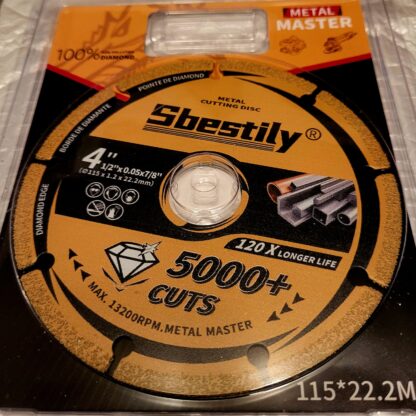 100%
DIAMOND
METAL
MASTER
POINTE DE DIAMOND
BORDE DE DIAMANTE
DIAMOND EDGE
METAL
CUTTING DISC
Sbestily®
4 1/2"x0.05x7/8"
(Ø115 x 1.2 x 22.2mm)
120 X LONGER LIFE
5000+
CUTS
MAX. 13200RPM. METAL MASTER
115*22.2M